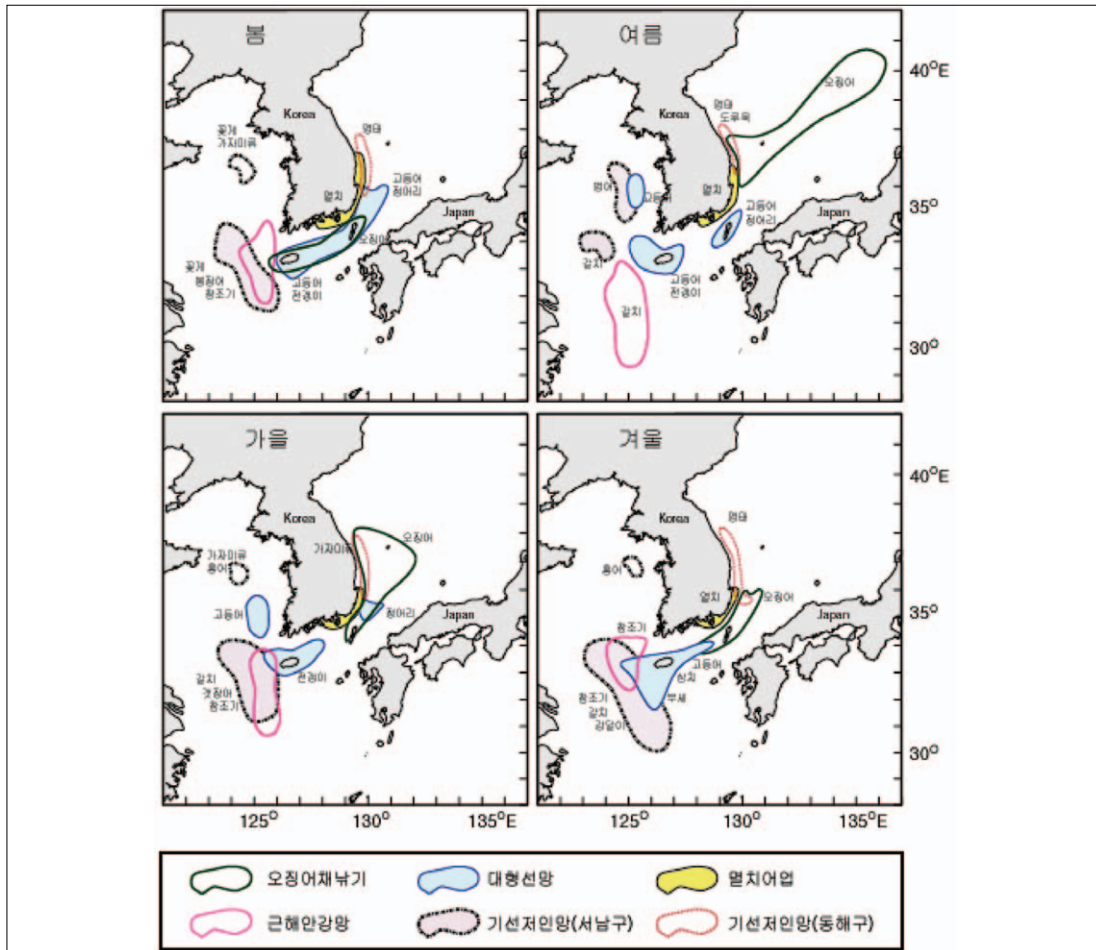 봄
Korea
Japan
꽃게
가자미류
명태
고등어
정어리
멸치
오징어
꽃게
붕장어
참조기
고등어
전갱이
여름
40°E
오징어
명태
도루묵
Korea
Japan
병어
고등어
멸치
고등어
정어리
35°
갈치
고등어
전갱이
갈치
30°
가을
Korea
Japan
가자미류
오징어
가자미류
홍어
고등어
정어리
갈치
갯장어
참조기
전갱이
125°
130°
135°E
겨울
40°E
명태
Korea
Japan
홍어
멸치
오징어
35°
참조기
고등어
삼치
부세
참조기
갈치
강달이
30°
125°
130°
135°E
오징어채낚기
대형선망
멸치어업
근해안강망
기선저인망(서남구)
기선저인망(동해구)